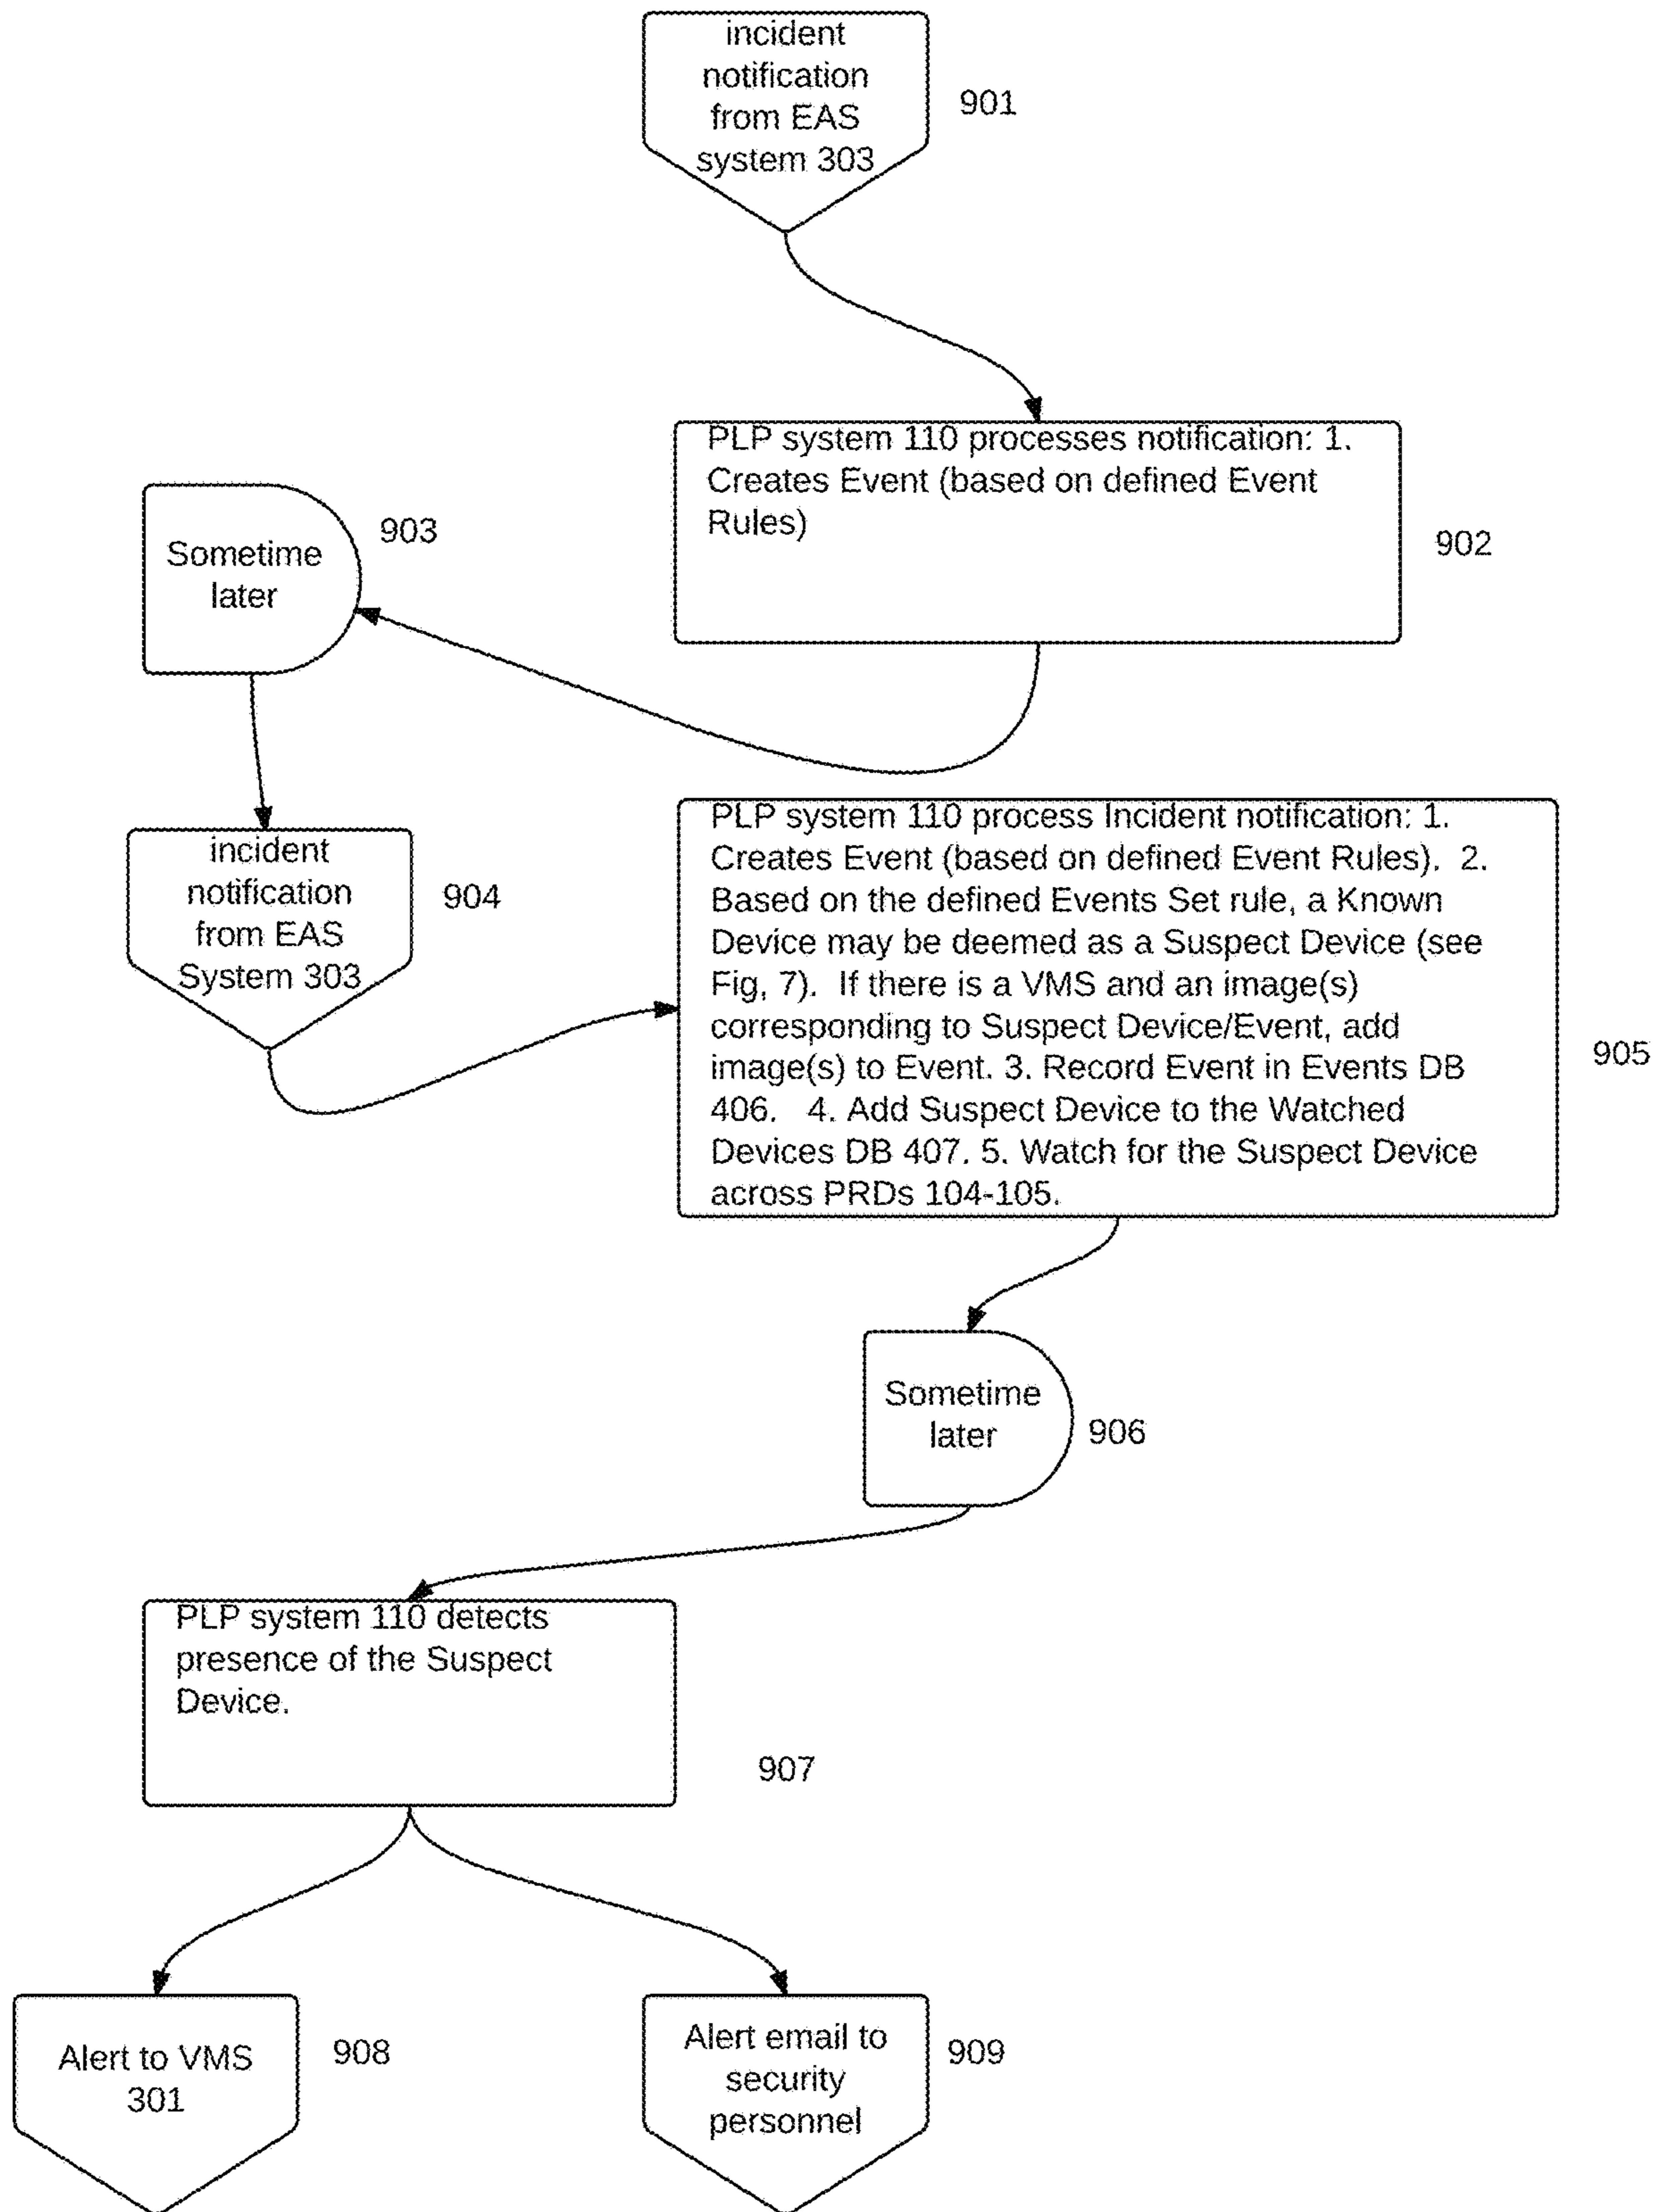 incident
notification
from EAS
system 303
901
PLP system 110 processes notification: 1.
Creates Event (based on defined Event
Rules)
902
Sometime
later
903
incident
notification
from EAS
System 303
904
PLP system 110 process Incident notification: 1.
Creates Event (based on defined Event Rules). 2.
Based on the defined Events Set rule, a Known
Device may be deemed as a Suspect Device (see
Fig, 7). If there is a VMS and an image(s)
corresponding to Suspect Device/Event, add
image(s) to Event. 3. Record Event in Events DB
406. 4. Add Suspect Device to the Watched
Devices DB 407. 5. Watch for the Suspect Device
across PRDs 104-105.
905
Sometime
later
906
PLP system 110 detects
presence of the Suspect
Device.
907
Alert to VMS
301
908
Alert email to
security
personnel
909